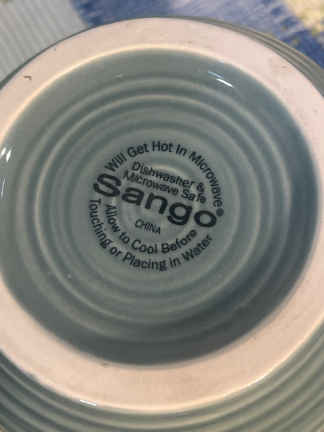 Will Get Hot In Microwave
Dishwasher &
Microwave Safe
Sango®
CHINA
Allow to Cool Before
Touching or Placing in Water